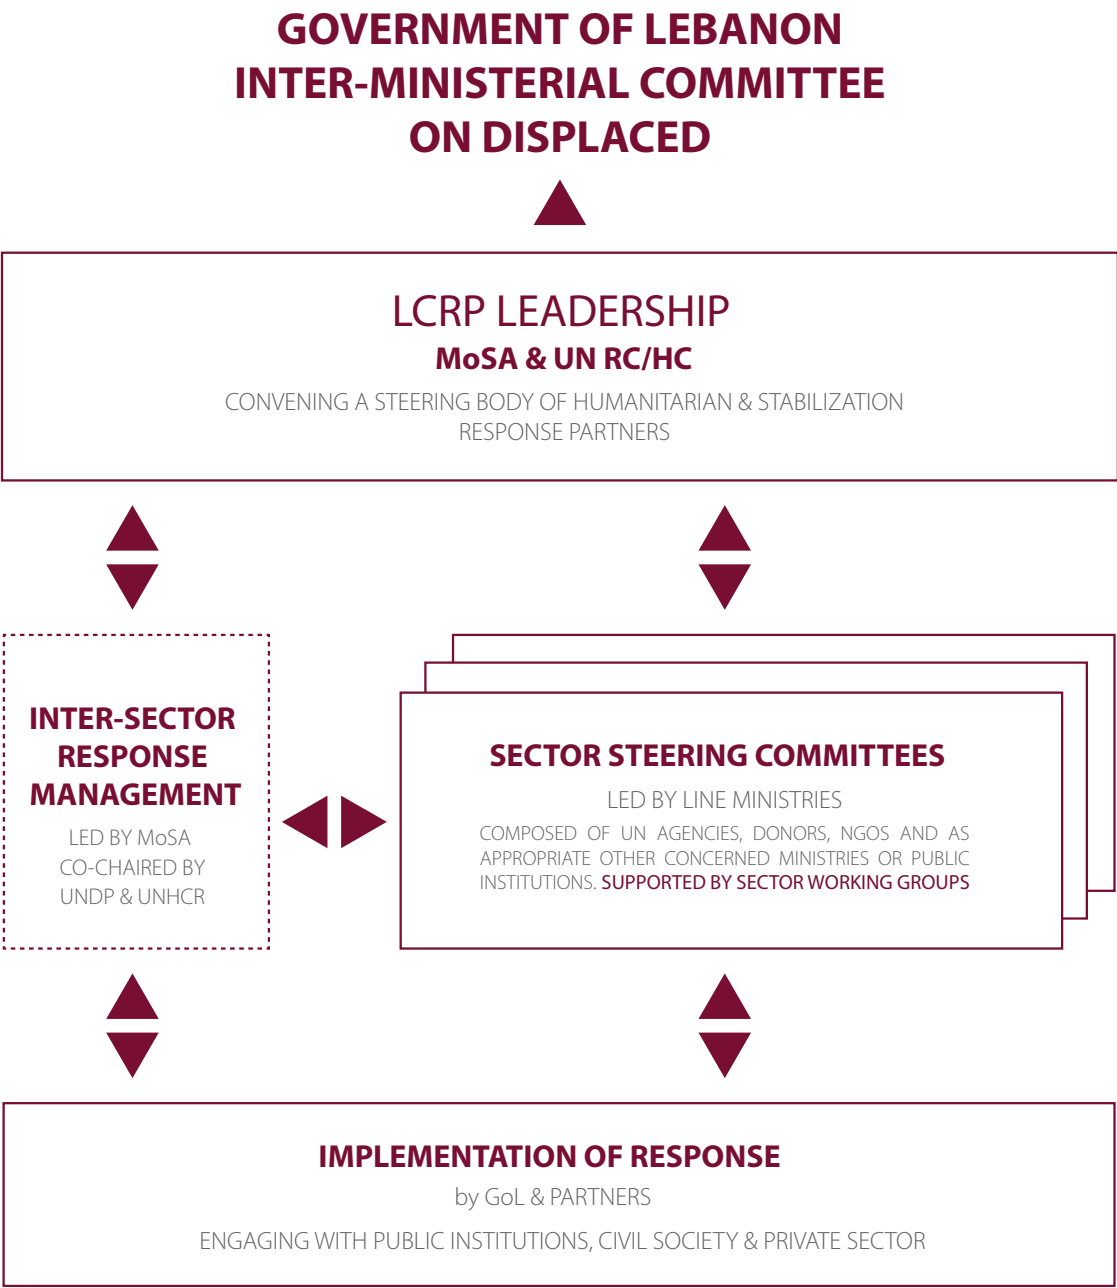 GOVERNMENT OF LEBANON
INTER-MINISTERIAL COMMITTEE
ON DISPLACED
LCRP LEADERSHIP
MoSA & UN RC/HC
CONVENING A STEERING BODY OF HUMANITARIAN & STABILIZATION
RESPONSE PARTNERS
INTER-SECTOR
RESPONSE
MANAGEMENT
LED BY MoSA
CO-CHAIRED BY
UNDP & UNHCR
SECTOR STEERING COMMITTEES
LED BY LINE MINISTRIES
COMPOSED OF UN AGENCIES, DONORS, NGOS AND AS
APPROPRIATE OTHER CONCERNED MINISTRIES OR PUBLIC
INSTITUTIONS. SUPPORTED BY SECTOR WORKING GROUPS
IMPLEMENTATION OF RESPONSE
by GoL & PARTNERS
ENGAGING WITH PUBLIC INSTITUTIONS, CIVIL SOCIETY & PRIVATE SECTOR